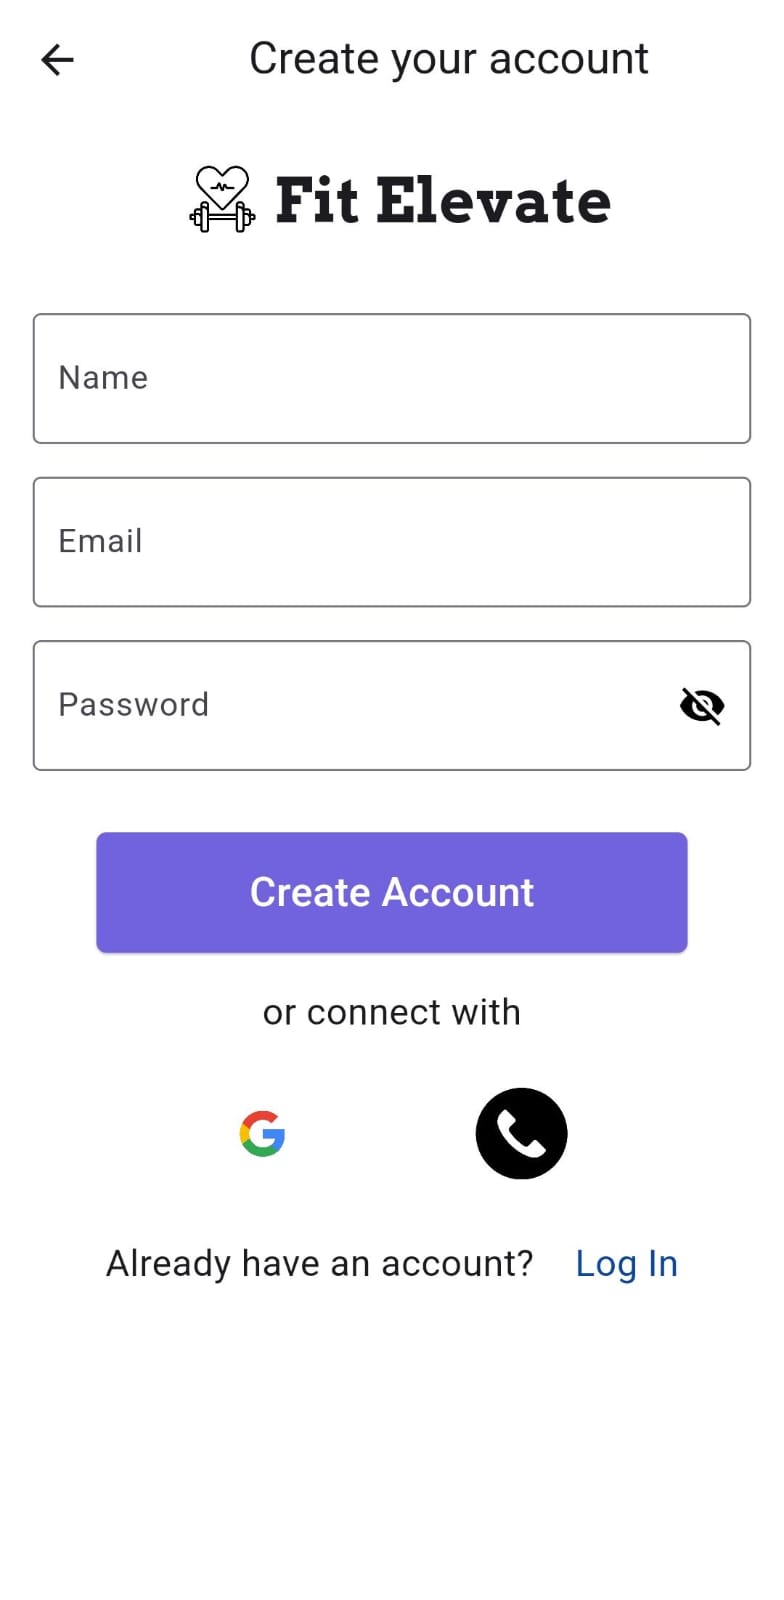 Create your account
Fit Elevate
Name
Email
Password
Create Account
or connect with
Already have an account? Log In